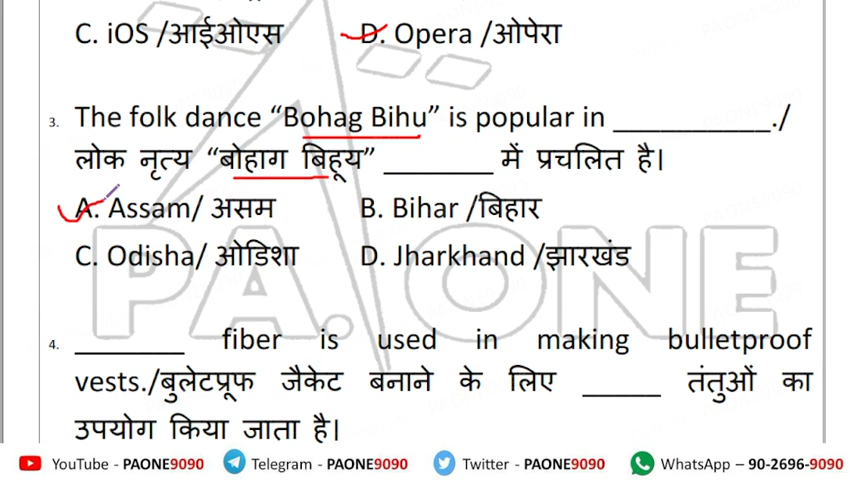 C. iOS /आईओएस D. Opera /ओपेरा
3. The folk dance “Bohag Bihu” is popular in ___________./
लोक नृत्य “बोहाग बिहूय” ________ में प्रचलित है।
A. Assam/ असम B. Bihar /बिहार
C. Odisha/ ओडिशा D. Jharkhand /झारखंड
4. ________ fiber is used in making bulletproof
vests./बुलेटप्रूफ जैकेट बनाने के लिए ______ तंतुओं का
उपयोग किया जाता है।
PA.ONE
YouTube - PAONE9090 Telegram - PAONE9090 Twitter - PAONE9090 WhatsApp – 90-2696-9090